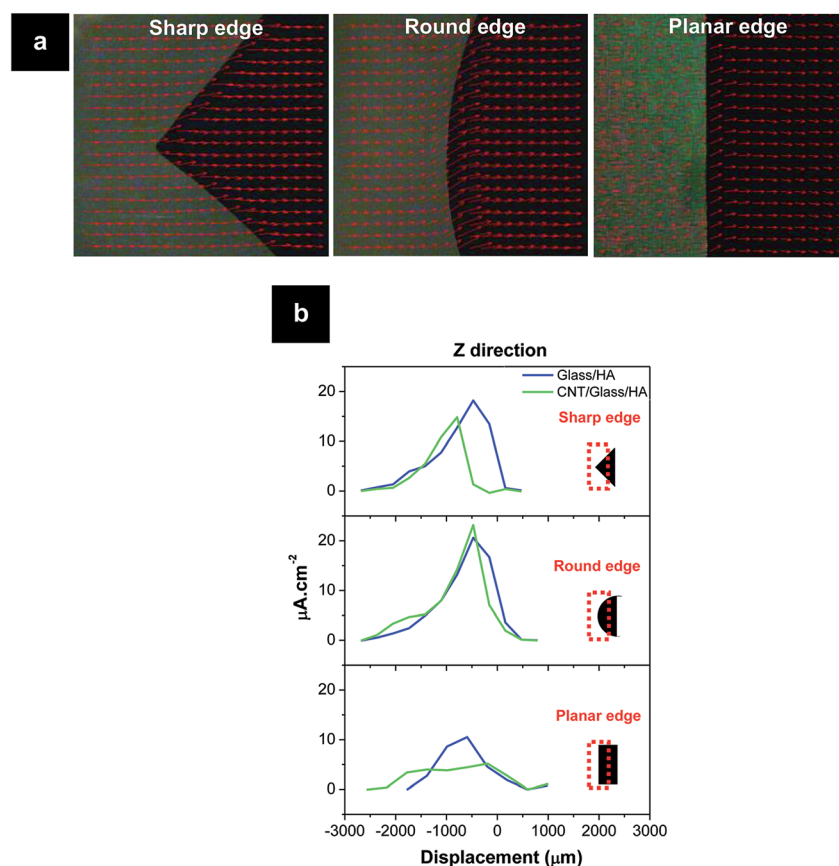 a
Sharp edge
Round edge
Planar edge
b
Z direction
Glass/HA
CNT/Glass/HA
Sharp edge
20
10
0
Round edge
20
10
0
Planar edge
20
10
0
µA.cm-2
-3000 -2000 -1000 0 1000 2000 3000
Displacement (µm)